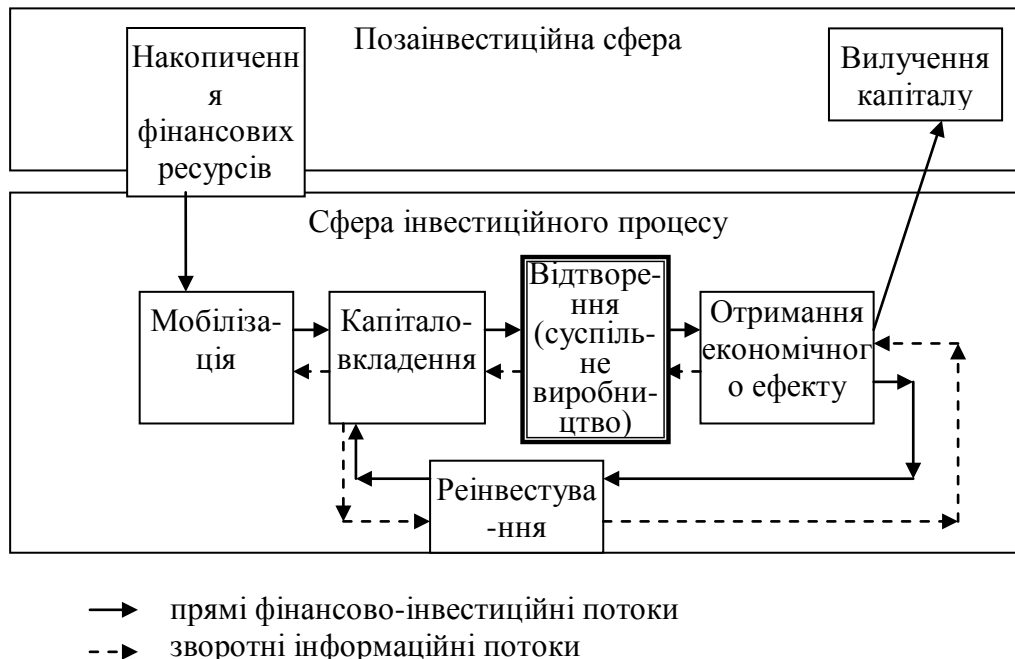 Позаінвестиційна сфера
Накопиченн
я
фінансових
ресурсів
Вилучення
капіталу
Сфера інвестиційного процесу
Мобіліза-
ція
Капітало-
вкладення
Відтворе-
ння
(суспіль-
не
виробни-
цтво)
Отримання
економічног
о ефекту
Реінвестува
-ння
прямі фінансово-інвестиційні потоки
зворотні інформаційні потоки